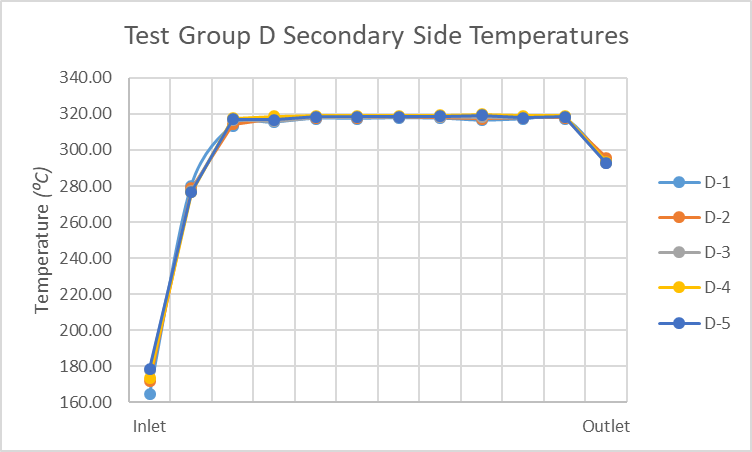 Test Group D Secondary Side Temperatures
340.00
320.00
300.00
280.00
260.00
240.00
220.00
200.00
180.00
160.00
Temperature (ºC)
Inlet
Outlet
D-1
D-2
D-3
D-4
D-5